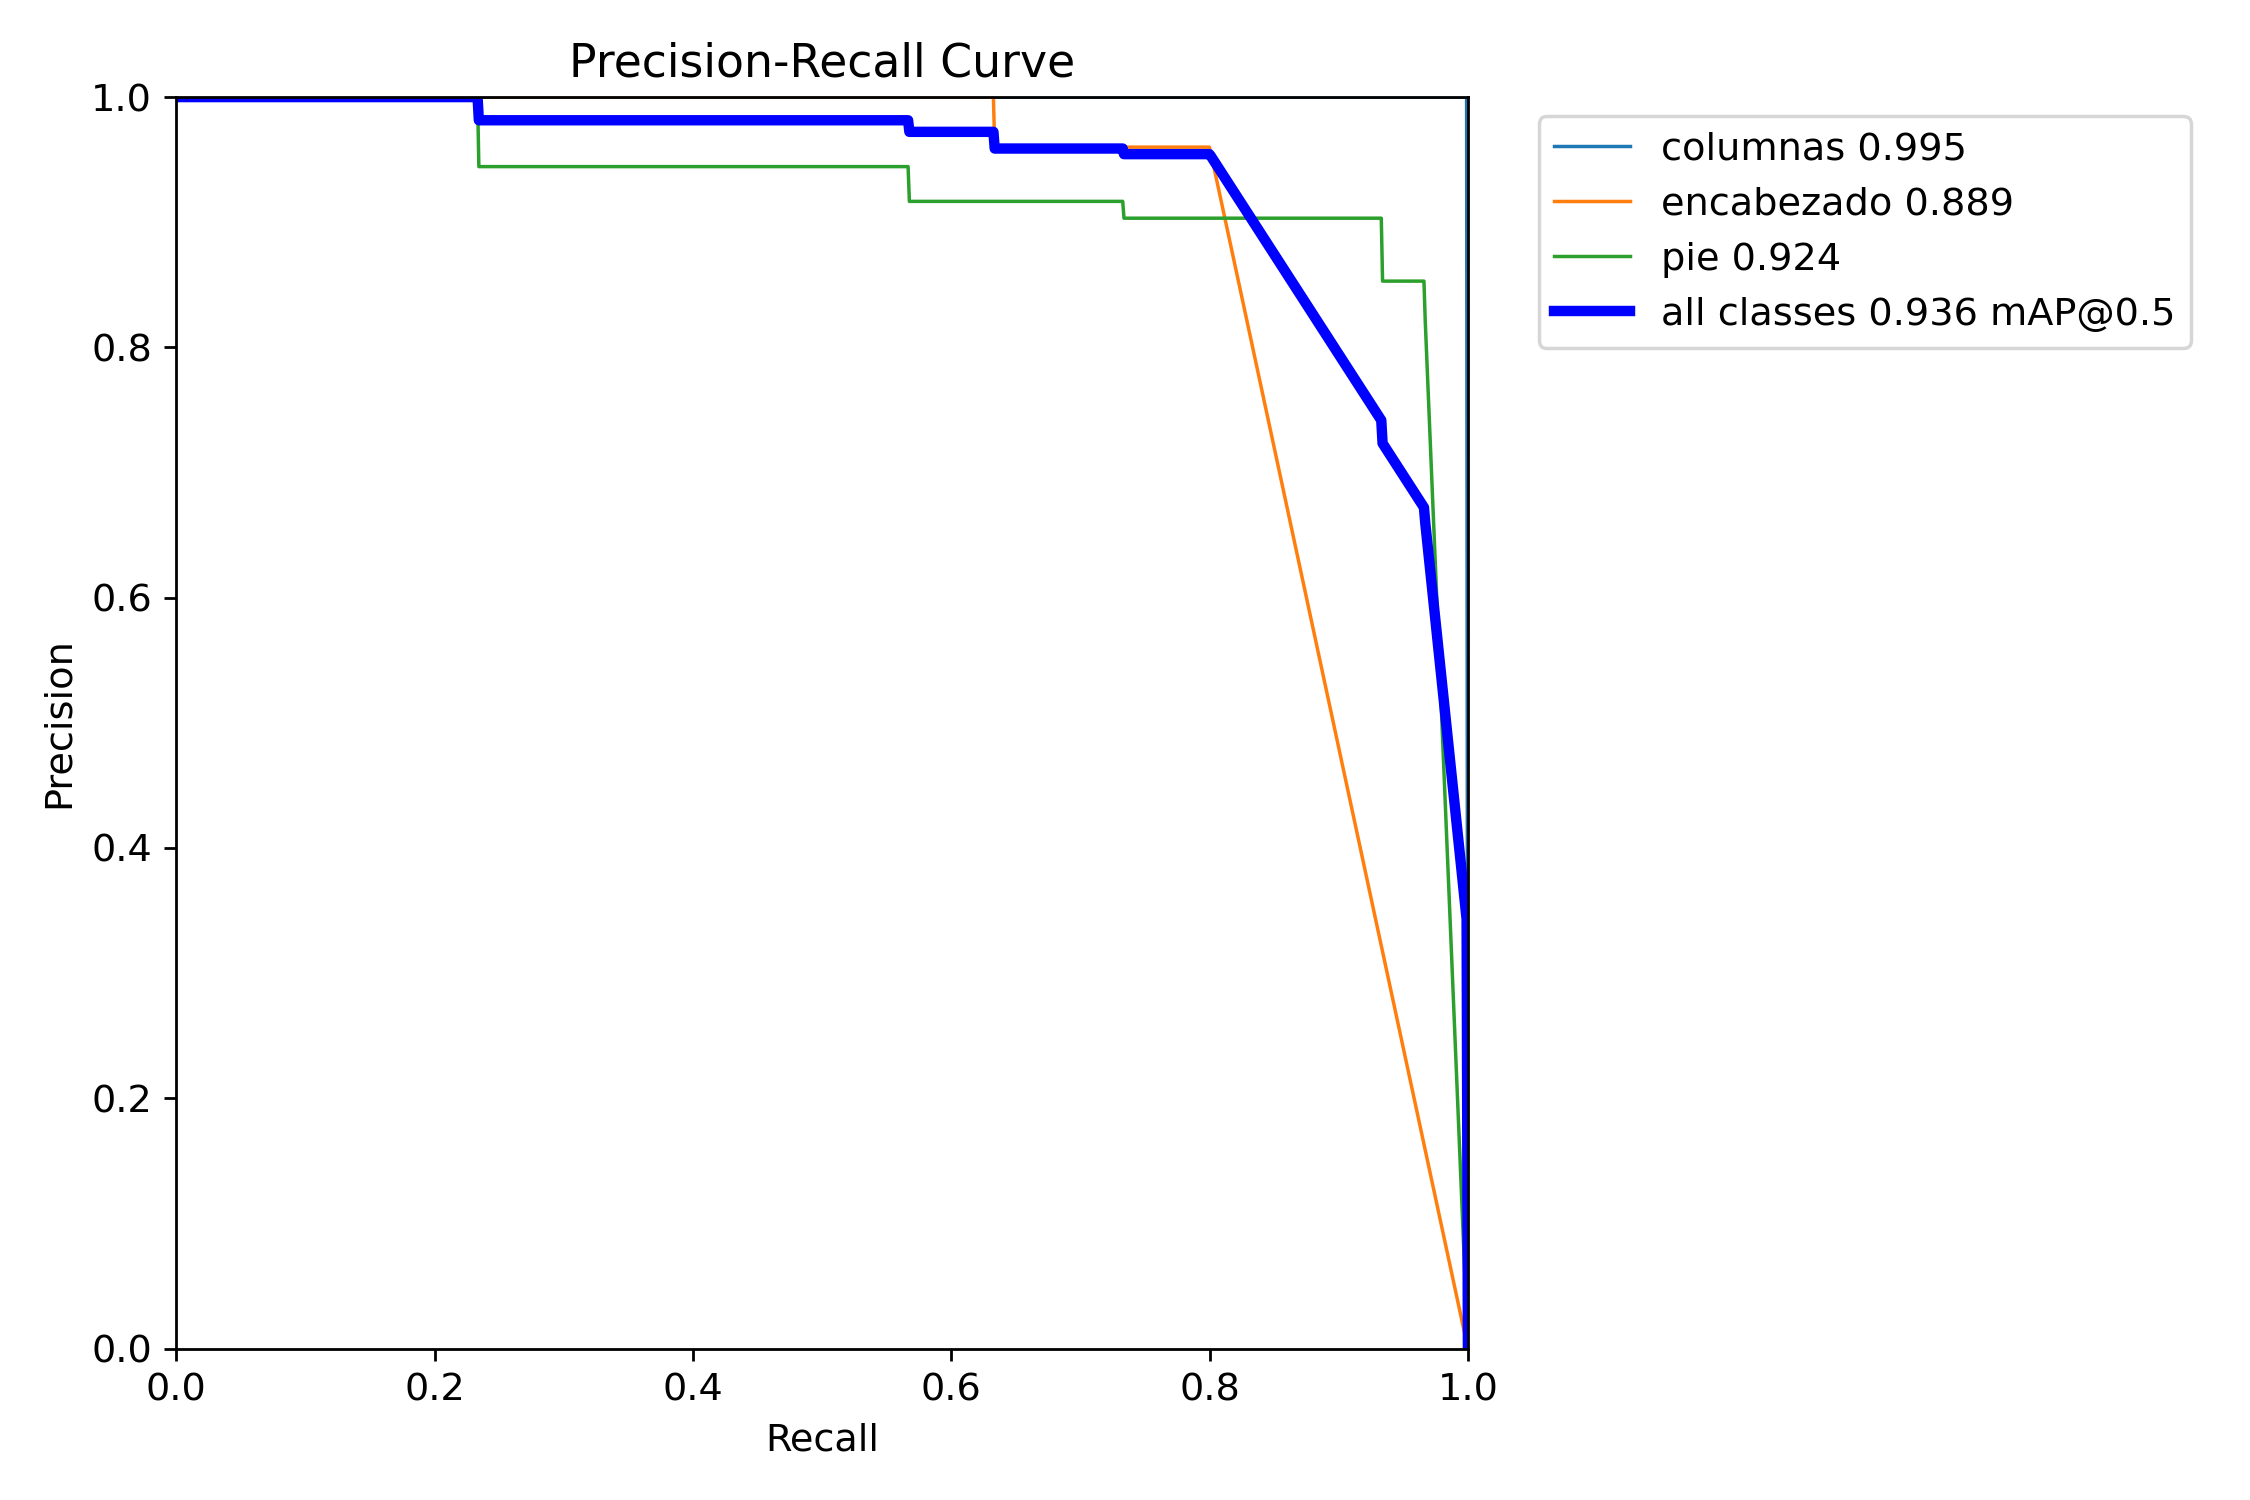 Precision-Recall Curve
1.0
0.8
0.6
0.4
0.2
0.0
Precision
0.0 0.2 0.4 0.6 0.8 1.0
Recall
columnas 0.995
encabezado 0.889
pie 0.924
all classes 0.936 mAP@0.5